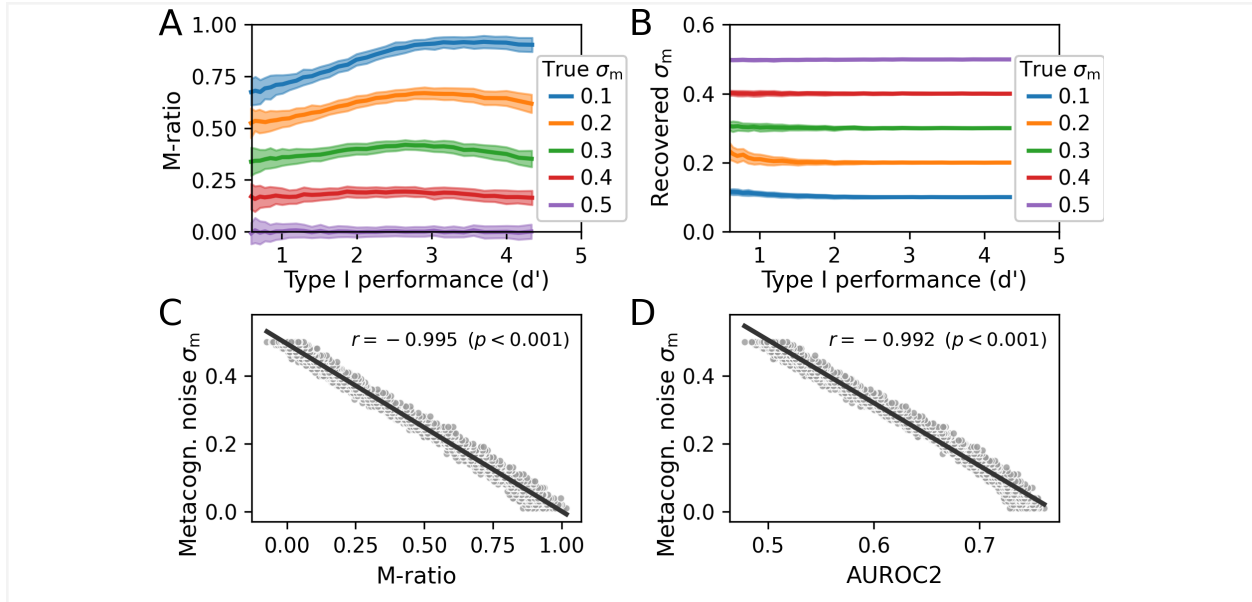 A
1.00
0.75
0.50
0.25
0.00
M-ratio
1
2
3
4
5
Type I performance (d')
True σm
0.1
0.2
0.3
0.4
0.5
B
0.6
0.4
0.2
0.0
Recovered σm
1
2
3
4
5
Type I performance (d')
True σm
0.1
0.2
0.3
0.4
0.5
C
0.4
0.2
0.0
Metacogn. noise σm
r = −0.995 (p < 0.001)
0.00
0.25
0.50
0.75
1.00
M-ratio
D
0.4
0.2
0.0
Metacogn. noise σm
r = −0.992 (p < 0.001)
0.5
0.6
0.7
AUROC2